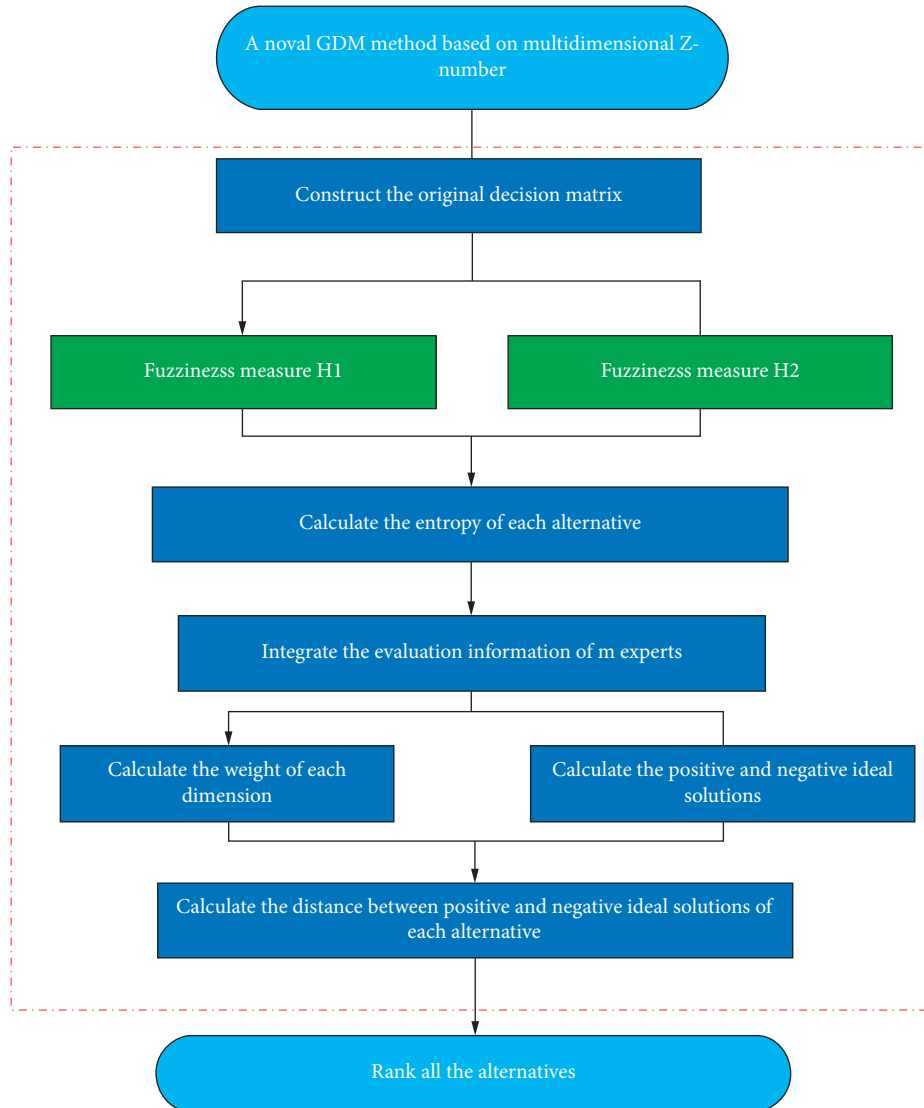 A noval GDM method based on multidimensional Z-
number
Construct the original decision matrix
Fuzzinezss measure H1
Fuzzinezss measure H2
Calculate the entropy of each alternative
Integrate the evaluation information of m experts
Calculate the weight of each
dimension
Calculate the positive and negative ideal
solutions
Calculate the distance between positive and negative ideal solutions of
each alternative
Rank all the alternatives